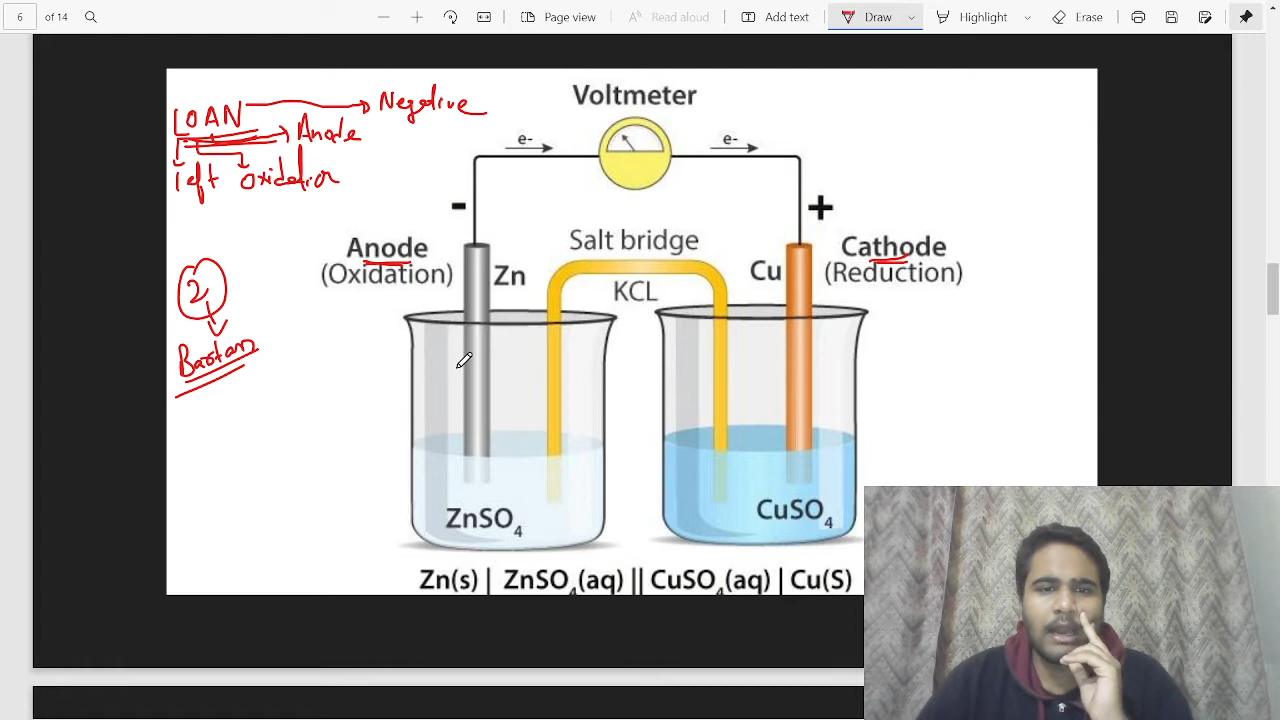 6 of 14
Page view
Read aloud
Add text
Draw
Highlight
Erase
LOAN → Negative
→ Anode
left Oxidation
2
Bartan
Voltmeter
e-
e-
-
+
Anode
(Oxidation)
Zn
Salt bridge
KCL
Cu
Cathode
(Reduction)
ZnSO4
CuSO4
Zn(s) | ZnSO4(aq) || CuSO4(aq) | Cu(S)